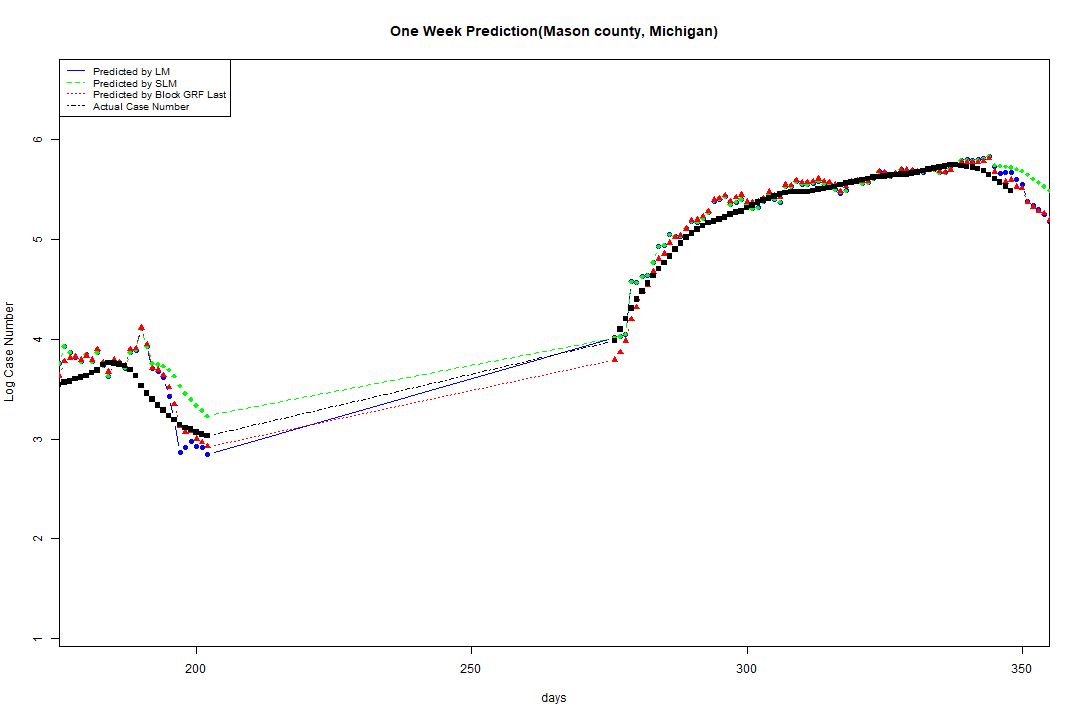 One Week Prediction(Mason county, Michigan)
Predicted by LM
Predicted by SLM
Predicted by Block GRF Last
Actual Case Number
Log Case Number
6
5
4
3
2
1
200 250 300 350
days